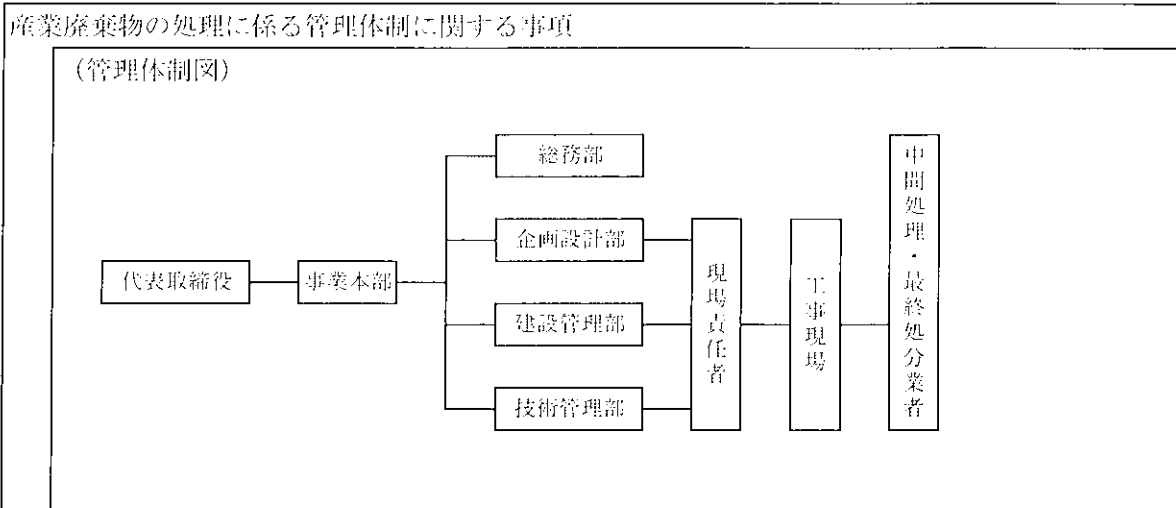 産業廃棄物の処理に係る管理体制に関する事項
（管理体制図）
代表取締役
事業本部
総務部
企画設計部
建設管理部
技術管理部
現場責任者
工事現場
中間処理・最終処分業者